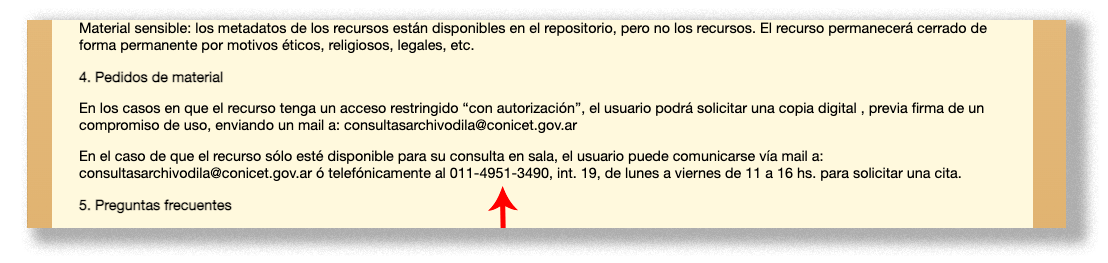 Material sensible: los metadatos de los recursos están disponibles en el repositorio, pero no los recursos. El recurso permanecerá cerrado de
forma permanente por motivos éticos, religiosos, legales, etc.
4. Pedidos de material
En los casos en que el recurso tenga un acceso restringido “con autorización”, el usuario podrá solicitar una copia digital , previa firma de un
compromiso de uso, enviando un mail a: consultasarchivodila@conicet.gov.ar
En el caso de que el recurso sólo esté disponible para su consulta en sala, el usuario puede comunicarse vía mail a:
consultasarchivodila@conicet.gov.ar ó telefónicamente al 011-4951-3490, int. 19, de lunes a viernes de 11 a 16 hs. para solicitar una cita.
5. Preguntas frecuentes